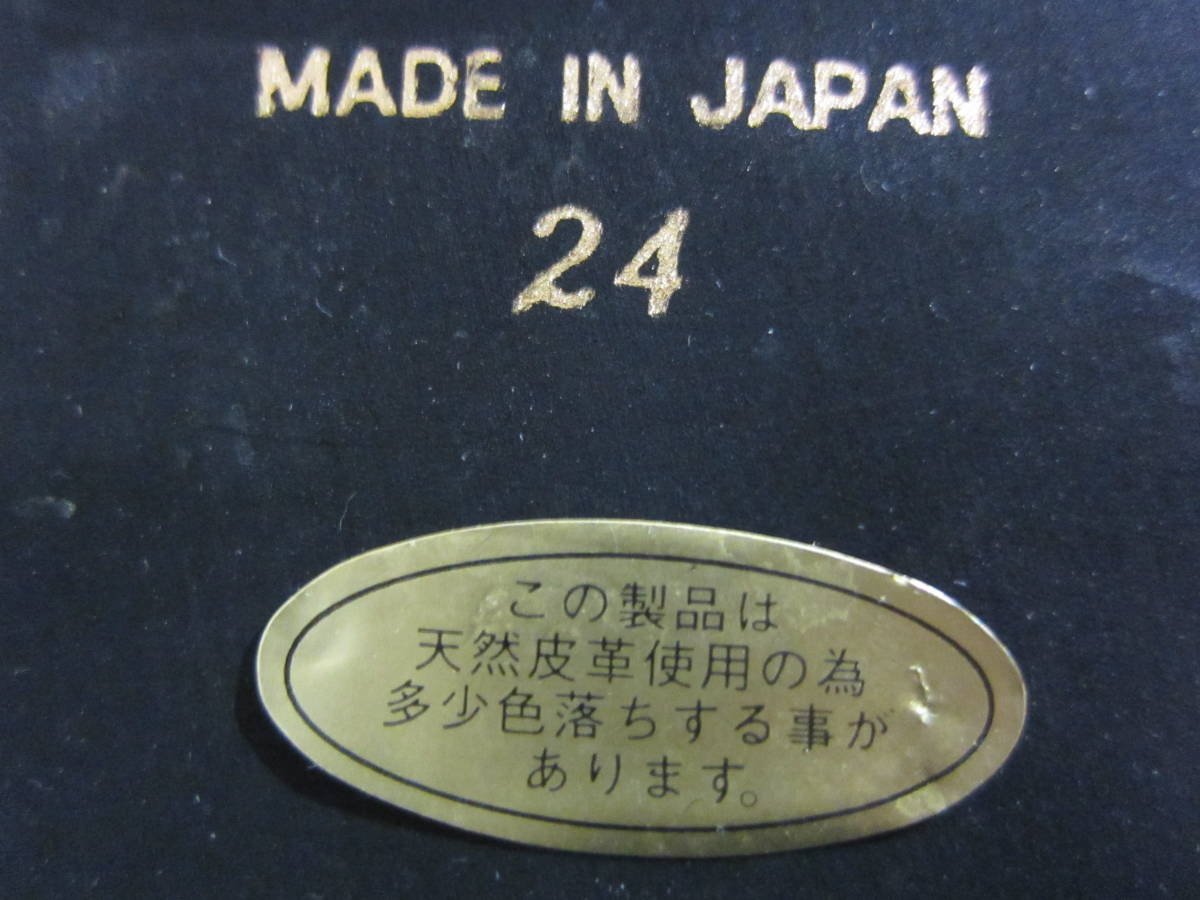 MADE IN JAPAN
24
この製品は
天然皮革使用の為
多少色落ちする事が
あります。